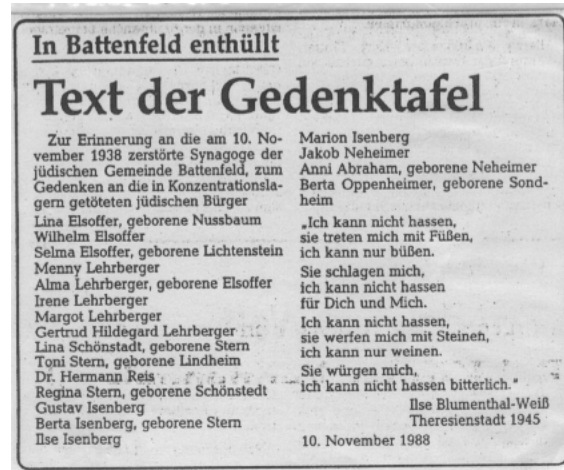 In Battenfeld enthüllt
Text der Gedenktafel
Zur Erinnerung an die am 10. No-
vember 1938 zerstörte Synagoge der
jüdischen Gemeinde Battenfeld, zum
Gedenken an die in Konzentrationsla-
gern getöteten jüdischen Bürger
Lina Elsoffer, geborene Nussbaum
Wilhelm Elsoffer
Selma Elsoffer, geborene Lichtenstein
Menny Lehrberger
Alma Lehrberger, geborene Elsoffer
Irene Lehrberger
Margot Lehrberger
Gertrud Hildegard Lehrberger
Lina Schönstadt, geborene Stern
Toni Stern, geborene Lindheim
Dr. Hermann Reis
Regina Stern, geborene Schönstedt
Gustav Isenberg
Berta Isenberg, geborene Stern
Ilse Isenberg
Marion Isenberg
Jakob Neheimer
Anni Abraham, geborene Neheimer
Berta Oppenheimer, geborene Sond-
heim
„Ich kann nicht hassen,
sie treten mich mit Füßen,
ich kann nur büßen.
Sie schlagen mich,
ich kann nicht hassen
für Dich und Mich.
Ich kann nicht hassen,
sie werfen mich mit Steinen,
ich kann nur weinen.
Sie würgen mich,
ich kann nicht hassen bitterlich."
Ilse Blumenthal-Weiß
Theresienstadt 1945
10. November 1988